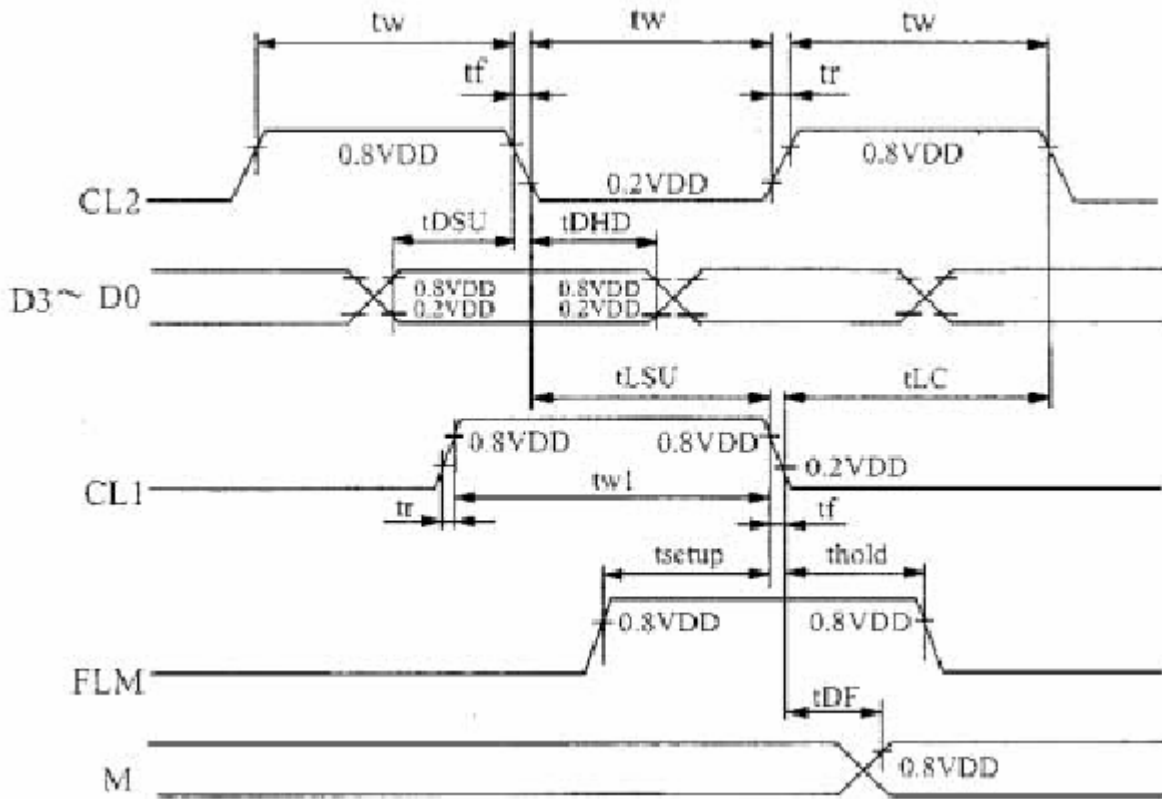 tw tw tw
tf tr
0.8VDD 0.8VDD
0.2VDD
CL2
tDSU tDHD
D3~ D0
0.8VDD 0.8VDD
0.2VDD 0.2VDD
tLSU tLC
0.8VDD 0.8VDD
0.2VDD
CL1
tw1
tr tf
tsetup thold
0.8VDD 0.8VDD
FLM
tDF
M
0.8VDD